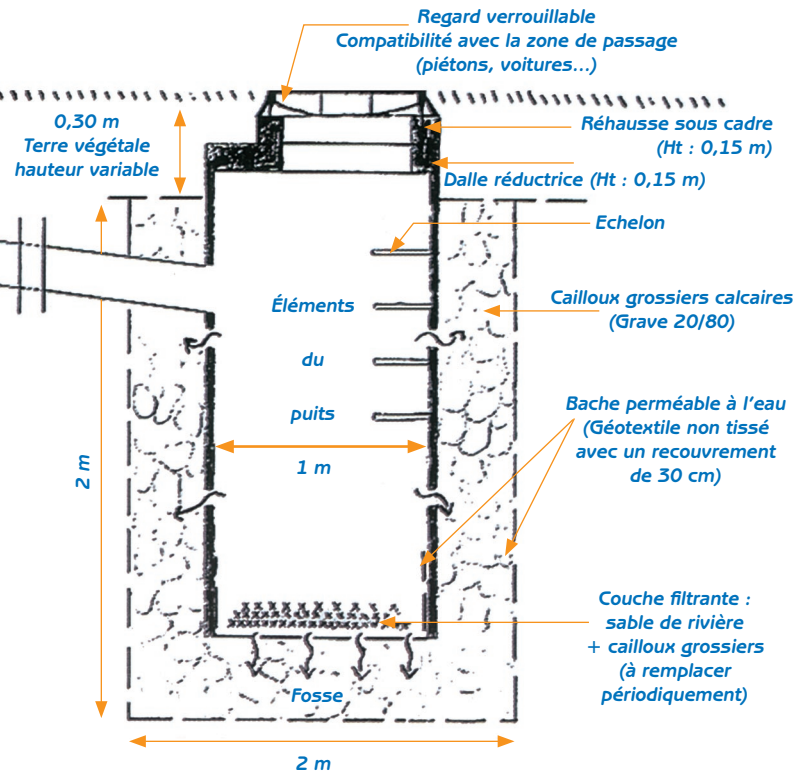 Regard verrouillable
Compatibilité avec la zone de passage
(piétons, voitures...)
0,30 m
Terre végétale
hauteur variable
Réhausse sous cadre
(Ht : 0,15 m)
Dalle réductrice (Ht : 0,15 m)
Echelon
Éléments
du
puits
Cailloux grossiers calcaires
(Grave 20/80)
Bache perméable à l'eau
(Géotextile non tissé
avec un recouvrement
de 30 cm)
1 m
2 m
Couche filtrante :
sable de rivière
+ cailloux grossiers
(à remplacer
périodiquement)
Fosse
2 m